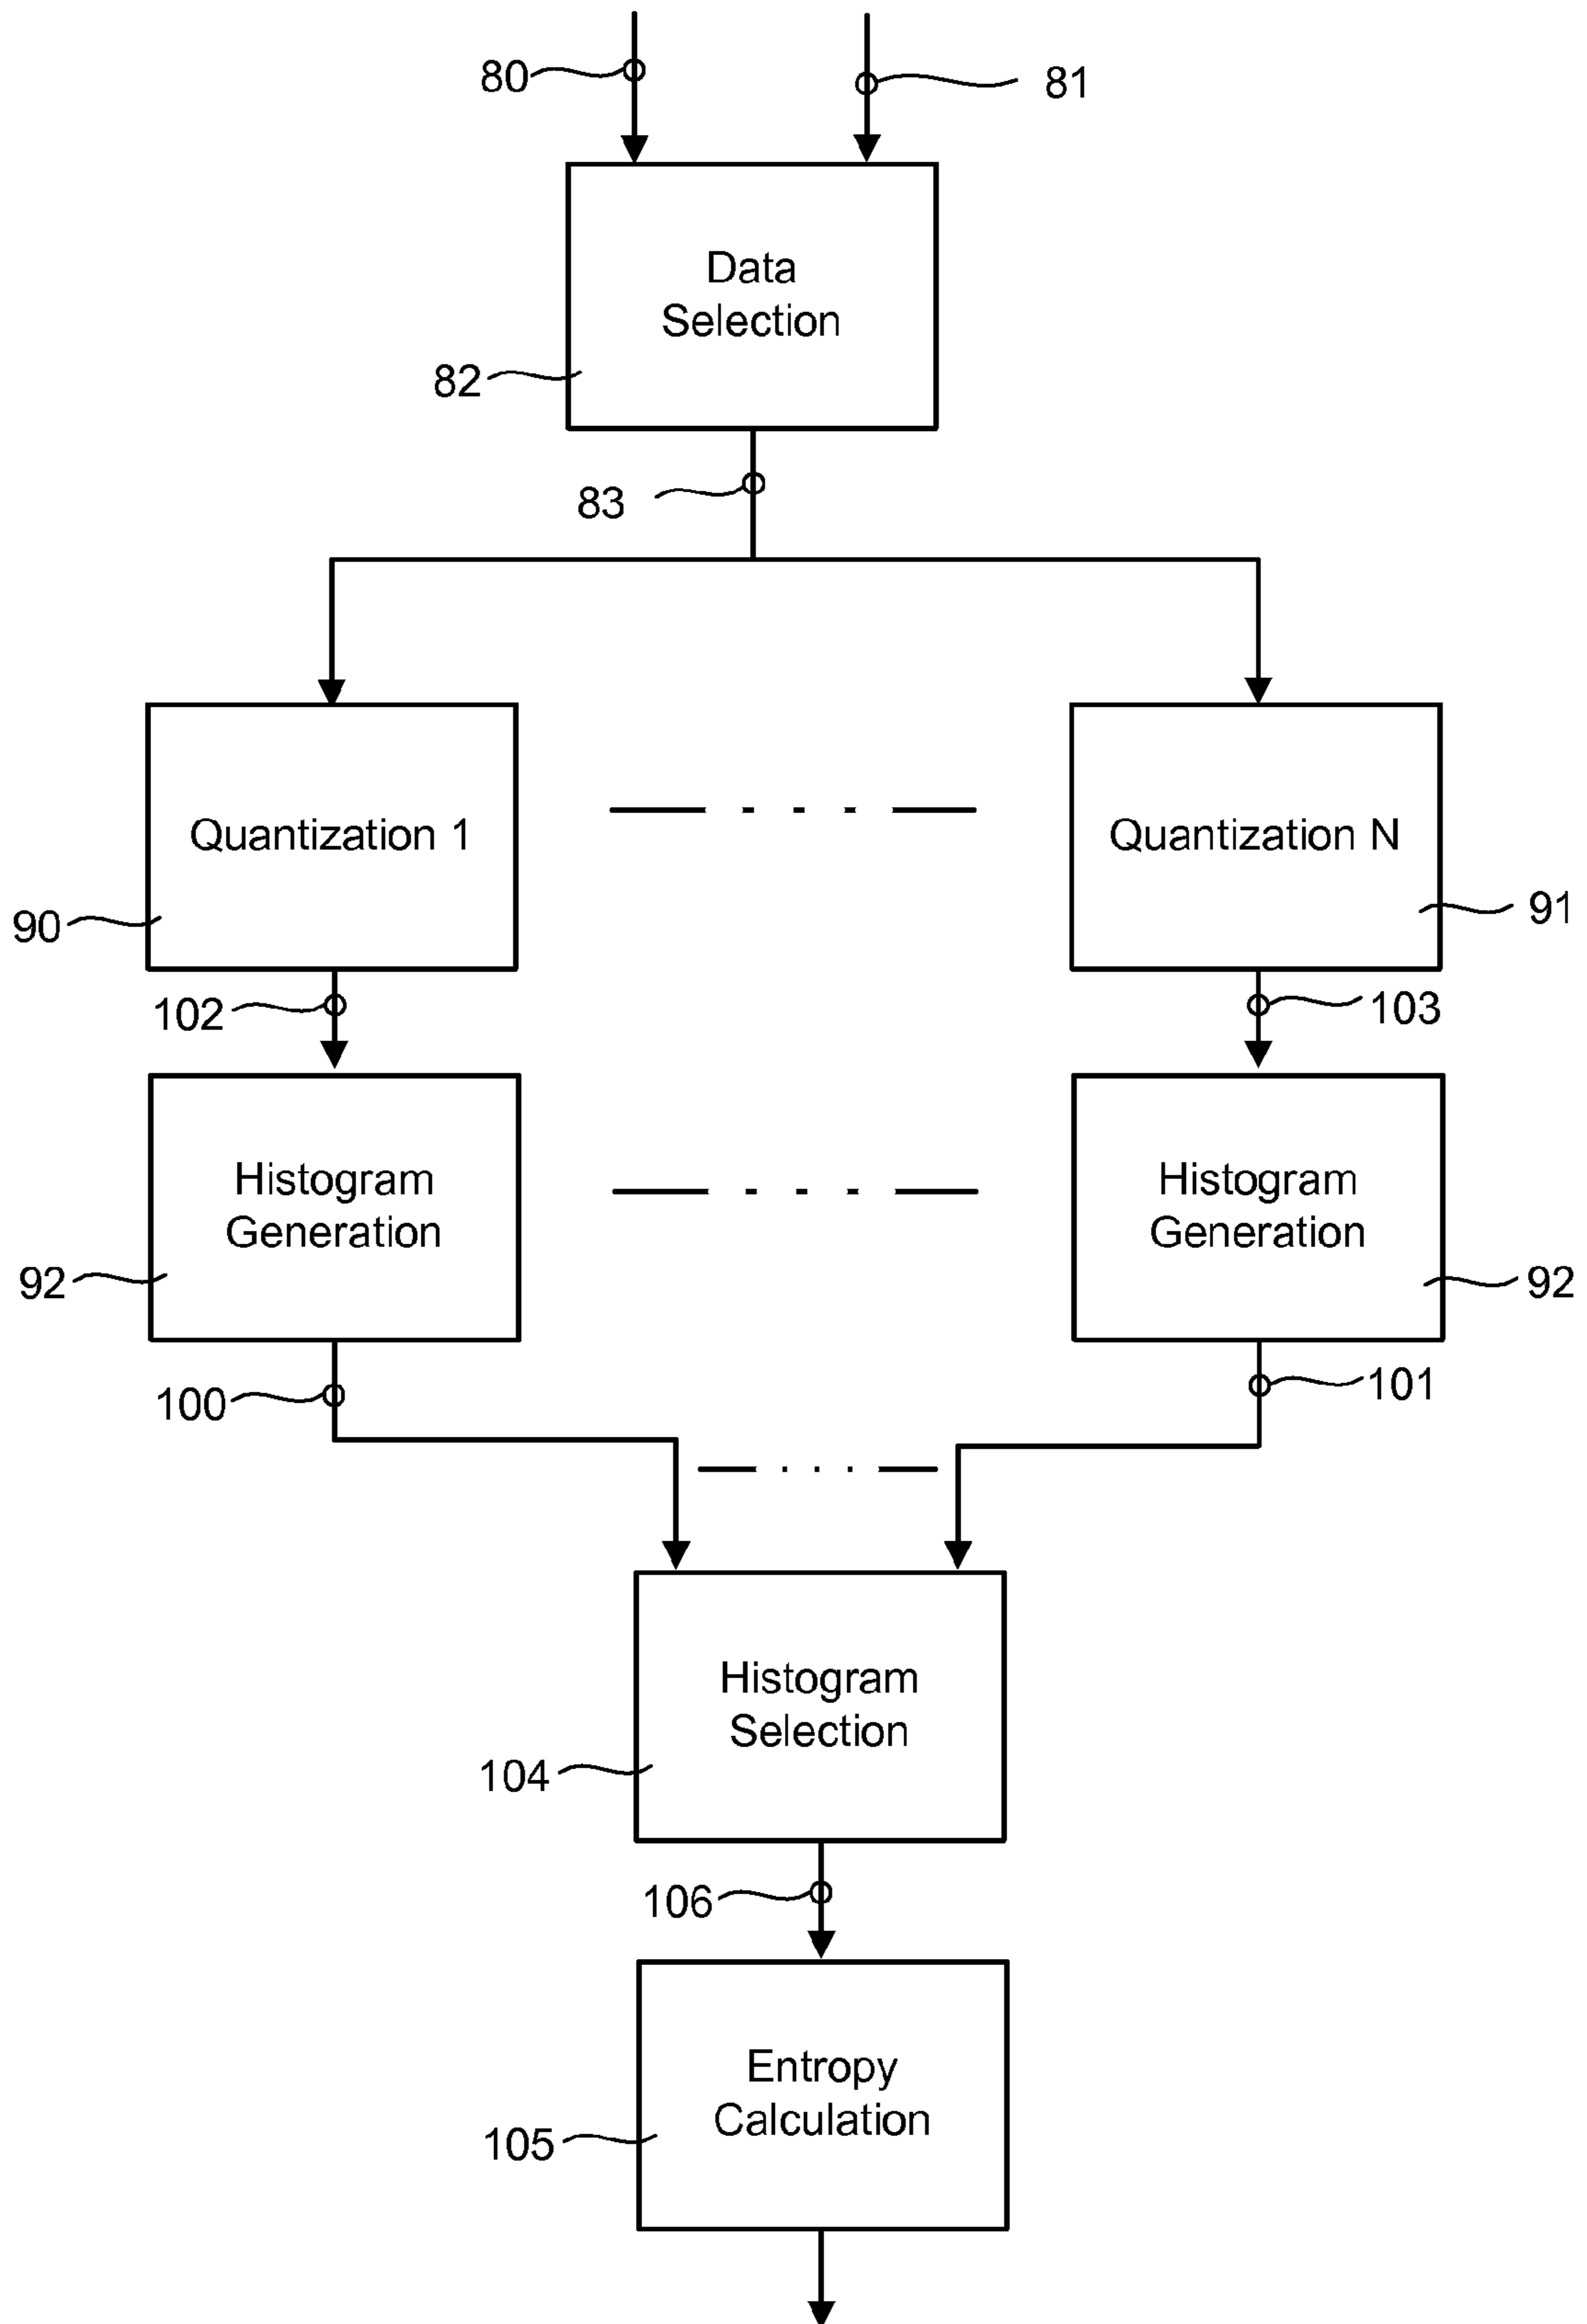 80
81
Data
Selection
82
83
Quantization 1
Quantization N
90
91
102
103
Histogram
Generation
Histogram
Generation
92
92
100
101
Histogram
Selection
104
106
Entropy
Calculation
105